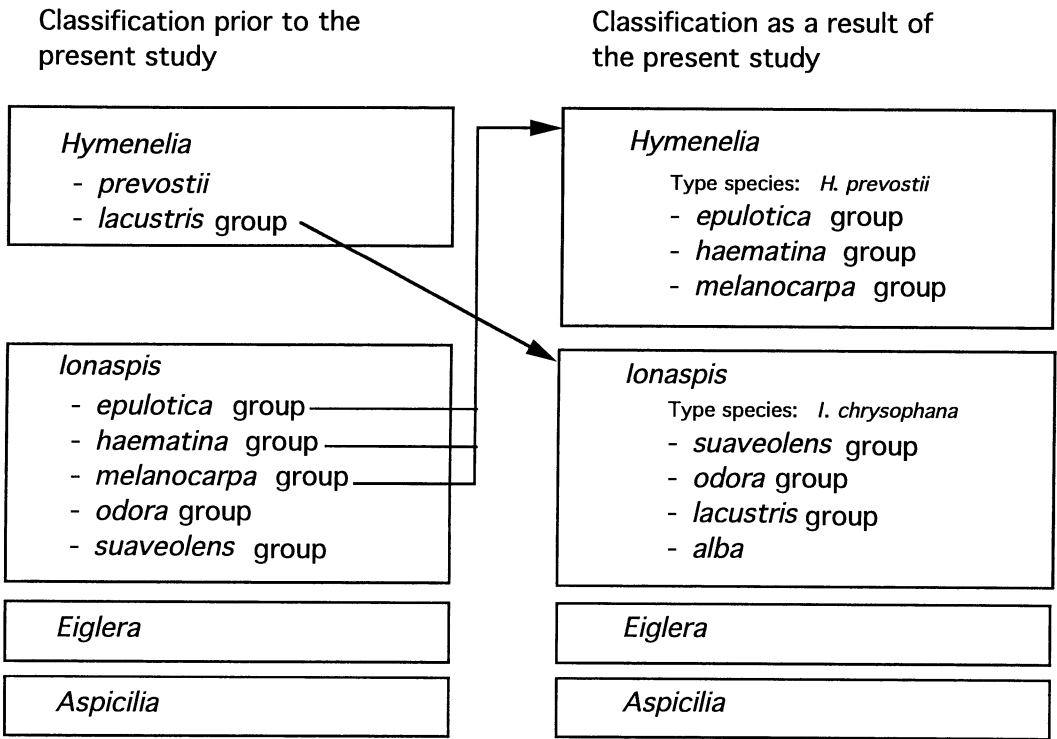 Classification prior to the
present study
Hymenelia
- prevostii
- lacustris group
Ionaspis
- epulotica group
- haematina group
- melanocarpa group
- odora group
- suaveolens group
Eiglera
Aspicilia
Classification as a result of
the present study
Hymenelia
Type species: H. prevostii
- epulotica group
- haematina group
- melanocarpa group
Ionaspis
Type species: I. chrysophana
- suaveolens group
- odora group
- lacustris group
- alba
Eiglera
Aspicilia